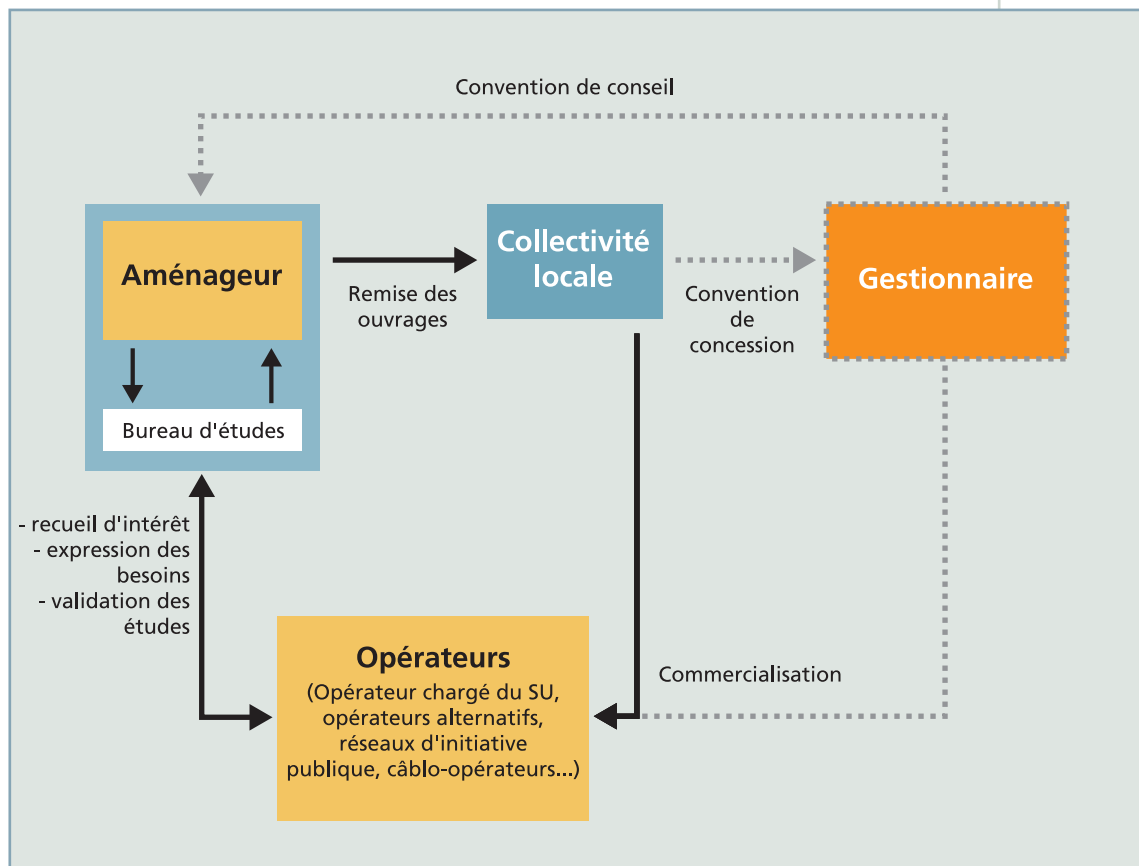 Convention de conseil
Aménageur
Bureau d'études
Remise des
ouvrages
Collectivité
locale
Convention
de
concession
Gestionnaire
- recueil d'intérêt
- expression des
besoins
- validation des
études
Opérateurs
(Opérateur chargé du SU,
opérateurs alternatifs,
réseaux d'initiative
publique, câblo-opérateurs...)
Commercialisation